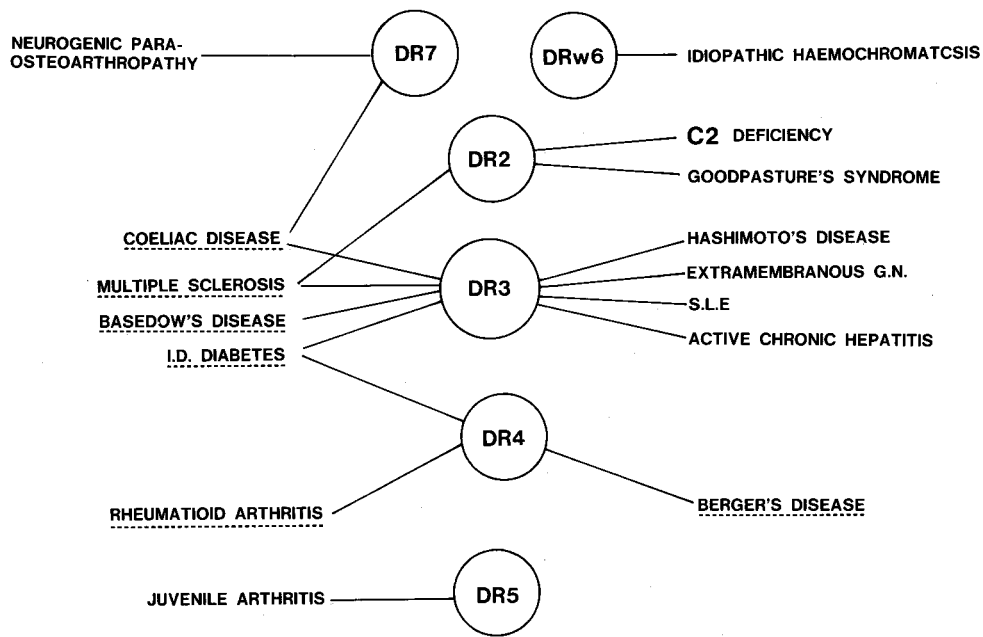 NEUROGENIC PARA-
OSTEOARTHROPATHY
DR7
DRw6
IDIOPATHIC HAEMOCHROMATCSIS
DR2
C2 DEFICIENCY
GOODPASTURE'S SYNDROME
COELIAC DISEASE
MULTIPLE SCLEROSIS
BASEDOW'S DISEASE
I.D. DIABETES
DR3
HASHIMOTO'S DISEASE
EXTRAMEMBRANOUS G.N.
S.L.E
ACTIVE CHRONIC HEPATITIS
DR4
RHEUMATIOID ARTHRITIS
BERGER'S DISEASE
JUVENILE ARTHRITIS
DR5